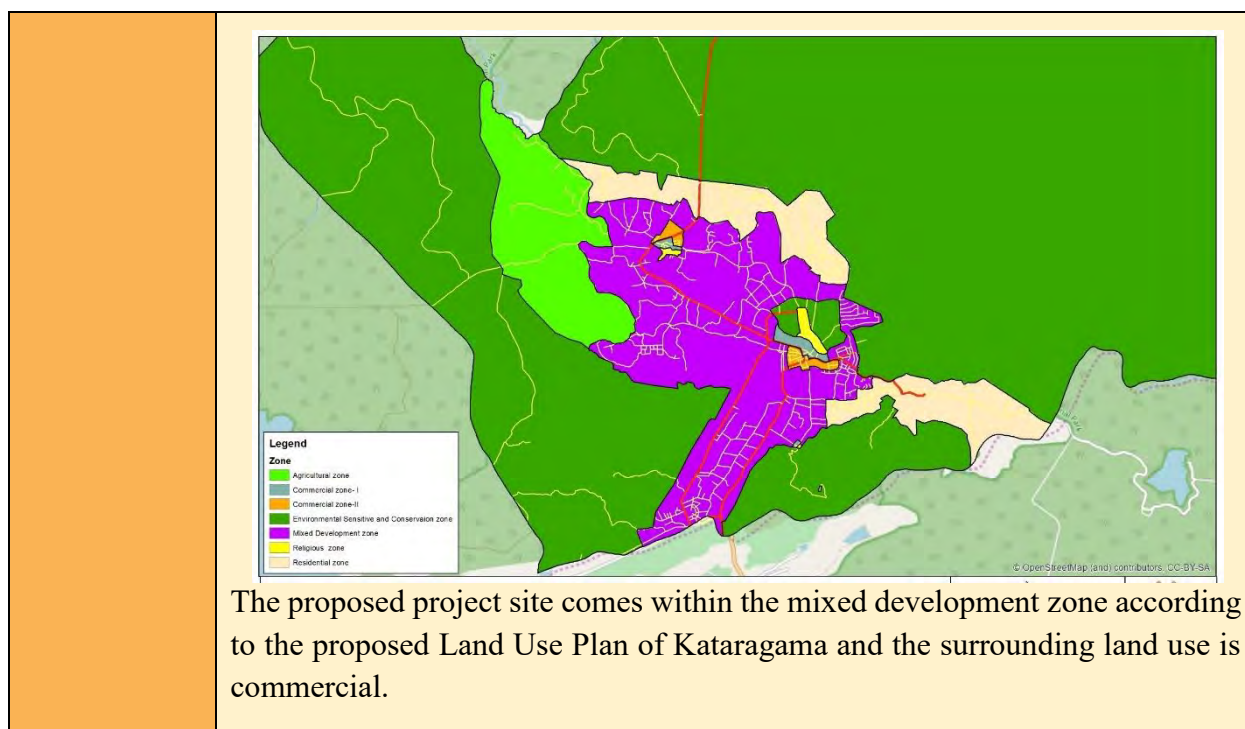 Park
Legend
Zone
Agricultural zone
Commercial zone- I
Commercial zone-II
Environmental Sensitive and Conservaion zone
Mixed Development zone
Religious zone
Residential zone
© OpenStreetMap (and) contributors, CC-BY-SA
The proposed project site comes within the mixed development zone according
to the proposed Land Use Plan of Kataragama and the surrounding land use is
commercial.